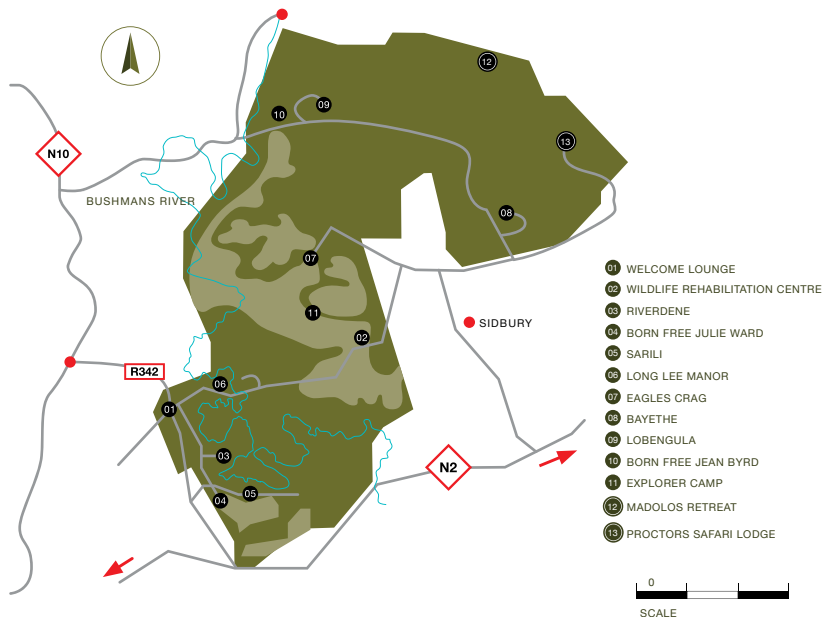 12
09
10
13
N10
BUSHMANS RIVER
08
07
01 WELCOME LOUNGE
02 WILDLIFE REHABILITATION CENTRE
11
03 RIVERDENE
SIDBURY
02
04 BORN FREE JULIE WARD
05 SARILI
R342
06
06 LONG LEE MANOR
07 EAGLES CRAG
01
08 BAYETHE
09 LOBENGULA
03
10 BORN FREE JEAN BYRD
N2
11 EXPLORER CAMP
05
04
12 MADOLOS RETREAT
13 PROCTORS SAFARI LODGE
0
SCALE